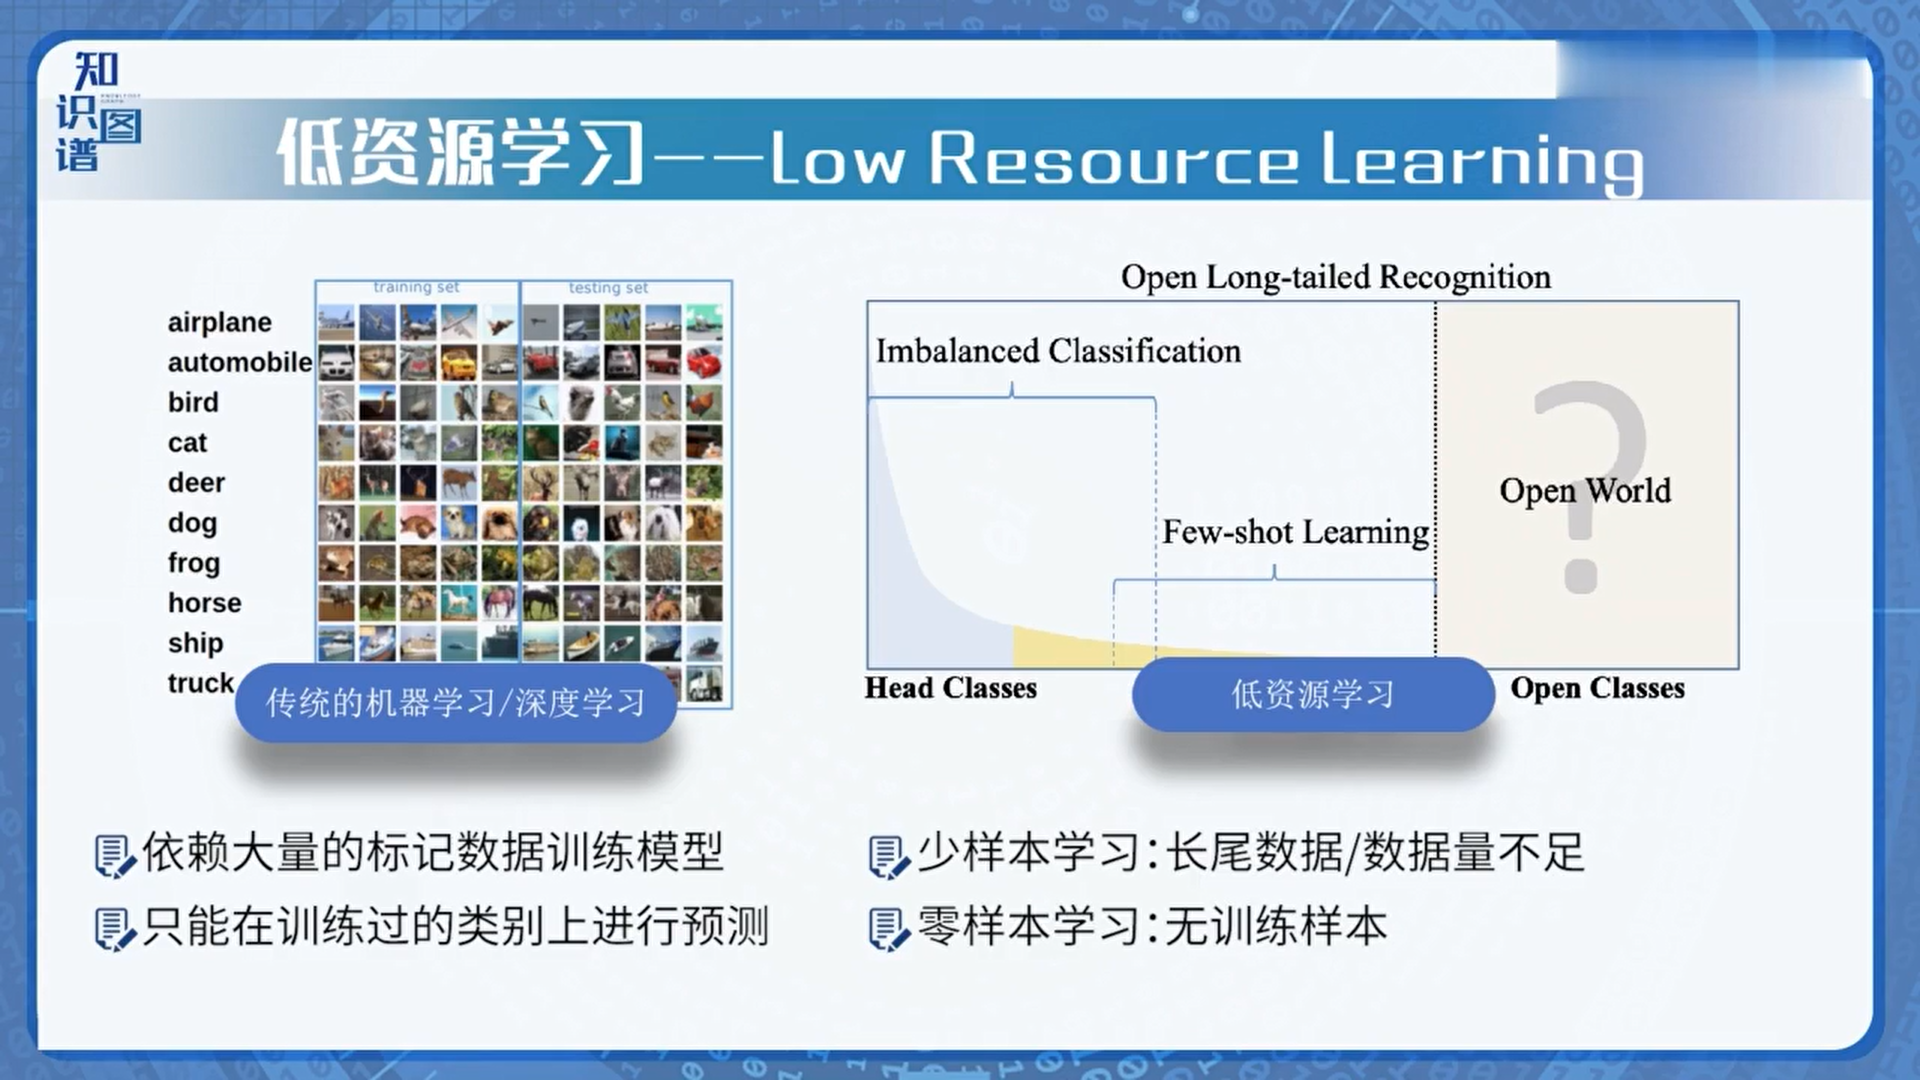 知
识图
谱
低资源学习——Low Resource Learning
training set
testing set
airplane
automobile
bird
cat
deer
dog
frog
horse
ship
truck
传统的机器学习/深度学习
Open Long-tailed Recognition
Imbalanced Classification
Few-shot Learning
?
Open World
Head Classes
低资源学习
Open Classes
依赖大量的标记数据训练模型
只能在训练过的类别上进行预测
少样本学习:长尾数据/数据量不足
零样本学习:无训练样本